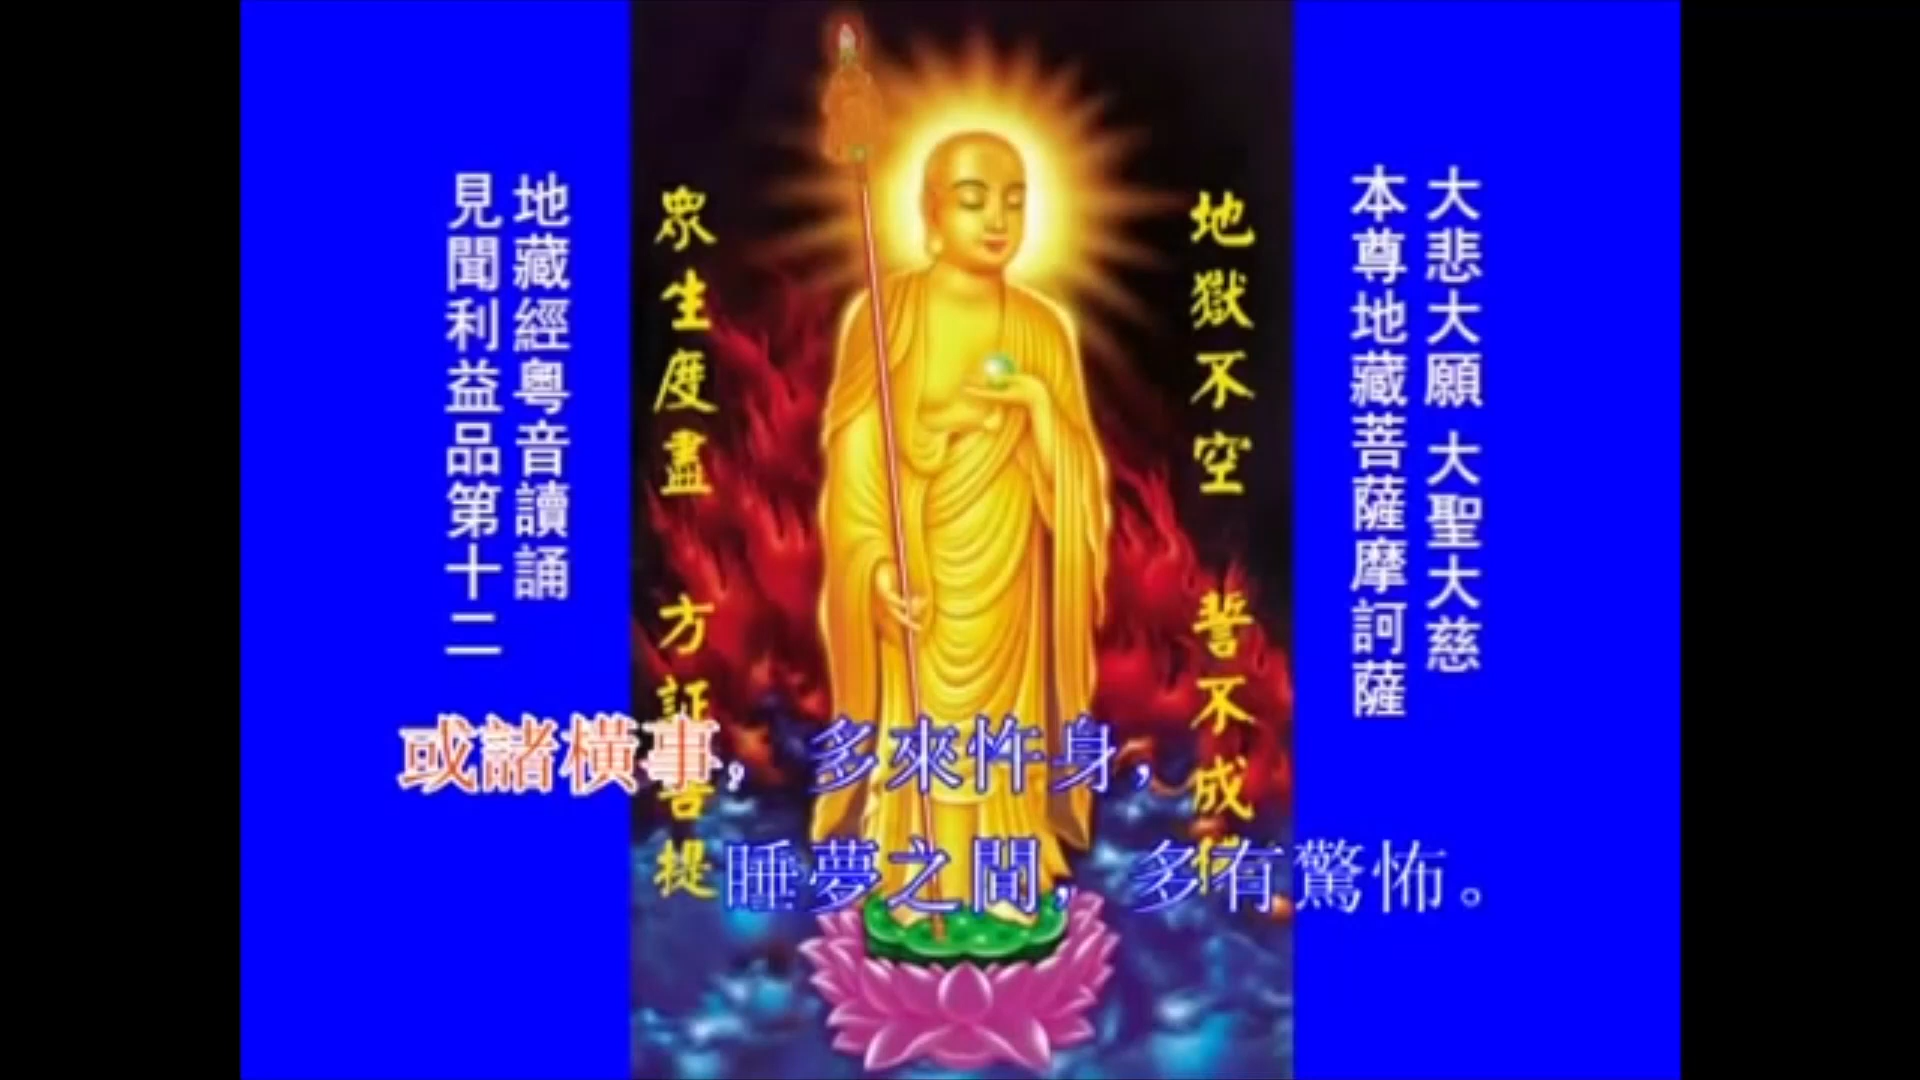 大悲大願 大聖大慈
本尊地藏菩薩摩訶薩
地獄不空 誓不成
眾生度盡 方証菩提
地藏經粵音讀誦
見聞利益品第十二
或諸橫事，多來忤身，
睡夢之間，多有驚怖。